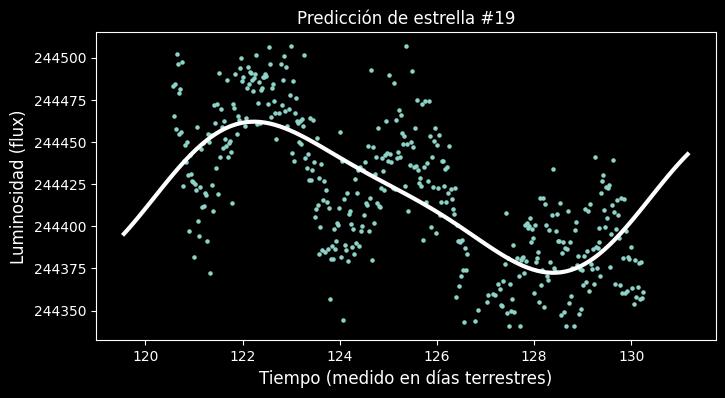 Predicción de estrella #19
Luminosidad (flux)
244500
244475
244450
244425
244400
244375
244350
120 122 124 126 128 130
Tiempo (medido en días terrestres)